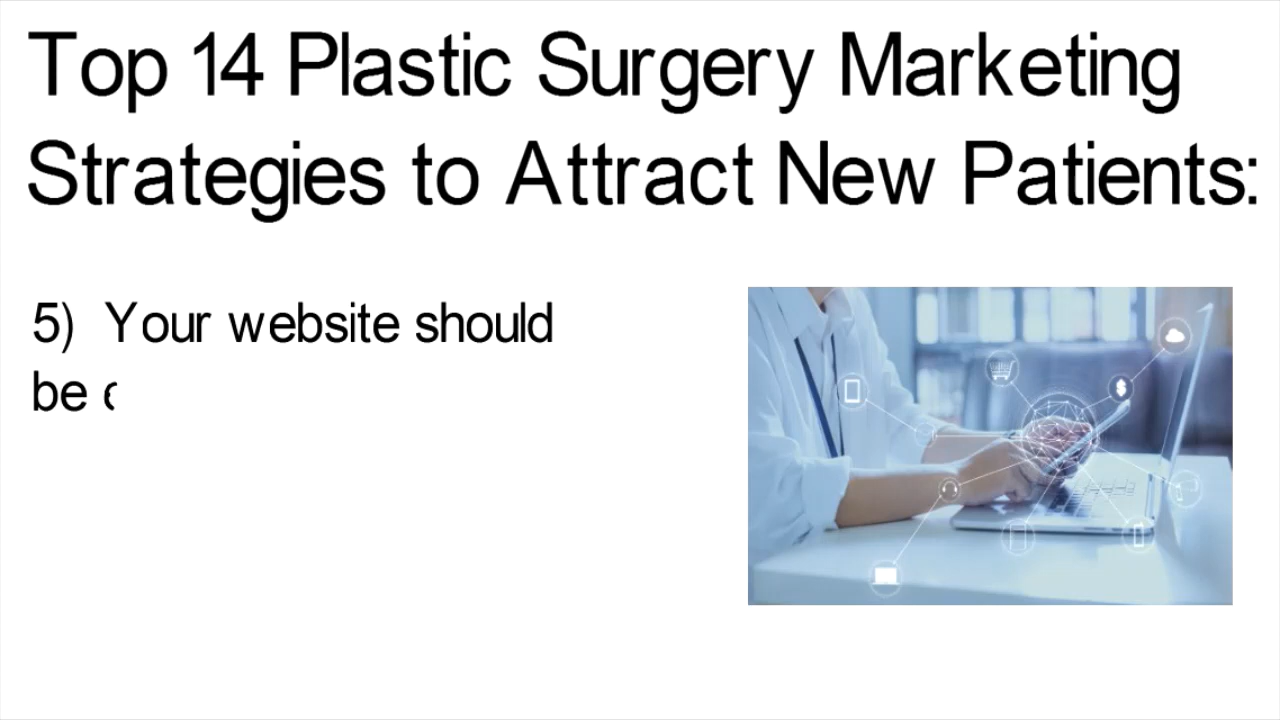 Top 14 Plastic Surgery Marketing
Strategies to Attract New Patients:
5) Your website should
be